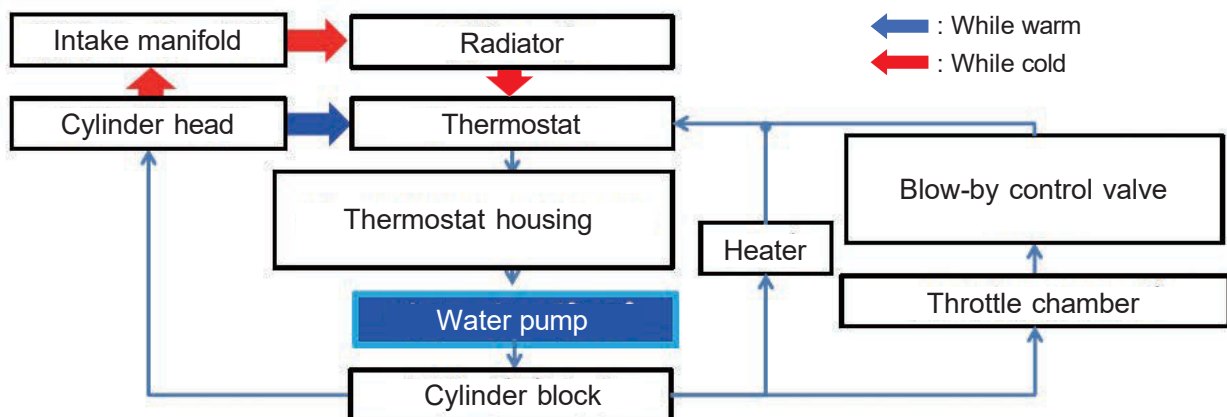 Intake manifold
Radiator
: While warm
: While cold
Cylinder head
Thermostat
Blow-by control valve
Thermostat housing
Heater
Throttle chamber
Water pump
Cylinder block